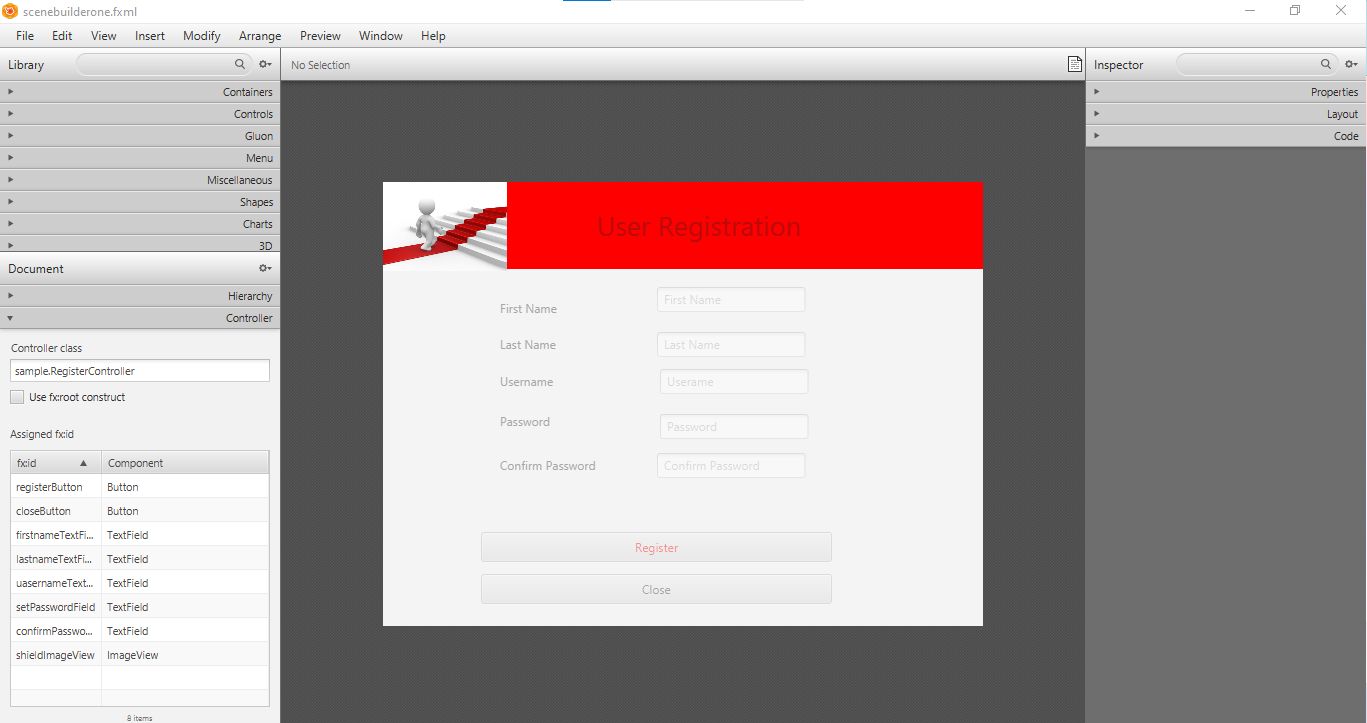 scenebuilderone.fxml
File Edit View Insert Modify Arrange Preview Window Help
Library
Containers
Controls
Gluon
Menu
Miscellaneous
Shapes
Charts
3D
Document
Hierarchy
Controller
Controller class
sample.RegisterController
Use fx:root construct
Assigned fx:id
fx:id Component
registerButton Button
closeButton Button
firstnameTextFi... TextField
lastnameTextFi... TextField
uasernameText... TextField
setPasswordField TextField
confirmPasswo... TextField
shieldImageView ImageView
8 items
No Selection
User Registration
First Name First Name
Last Name Last Name
Username Userame
Password Password
Confirm Password Confirm Password
Register
Close
Inspector
Properties
Layout
Code